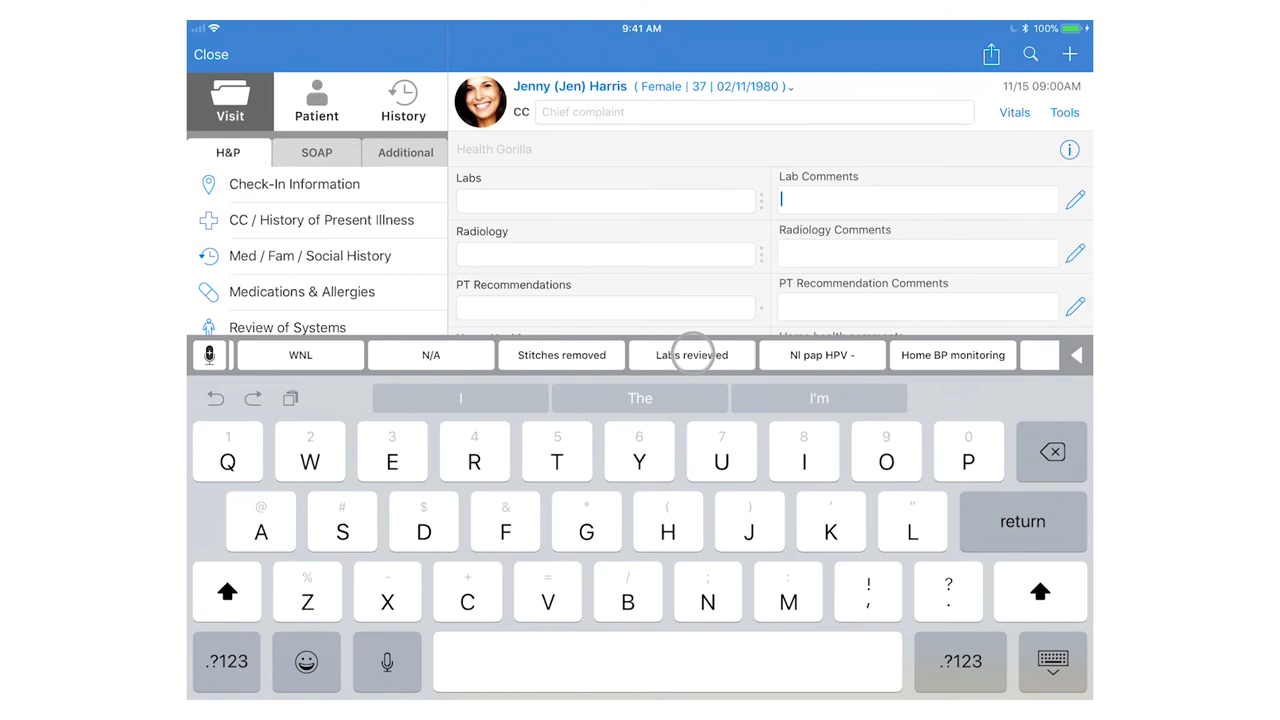 9:41 AM
100%
Close
Visit
Patient
History
H&P
SOAP
Additional
Check-In Information
CC / History of Present Illness
Med / Fam / Social History
Medications & Allergies
Review of Systems
Jenny (Jen) Harris ( Female | 37 | 02/11/1980 )
11/15 09:00AM
CC
Chief complaint
Vitals
Tools
Health Gorilla
Labs
Lab Comments
Radiology
Radiology Comments
PT Recommendations
PT Recommendation Comments
WNL
N/A
Stitches removed
Labs reviewed
Nl pap HPV -
Home BP monitoring
I
The
I'm
1 2 3 4 5 6 7 8 9 0
Q W E R T Y U I O P
@ # $ & * ( ) ' "
A S D F G H J K L
return
% - + = / ; : ! ?
Z X C V B N M , .
.?123
.?123